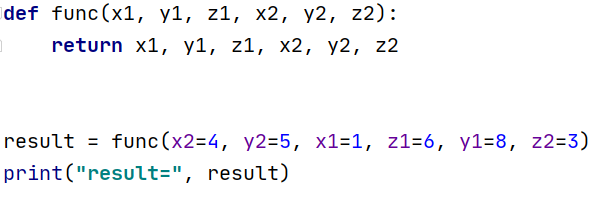 def func(x1, y1, z1, x2, y2, z2):
    return x1, y1, z1, x2, y2, z2
result = func(x2=4, y2=5, x1=1, z1=6, y1=8, z2=3)
print("result=", result)